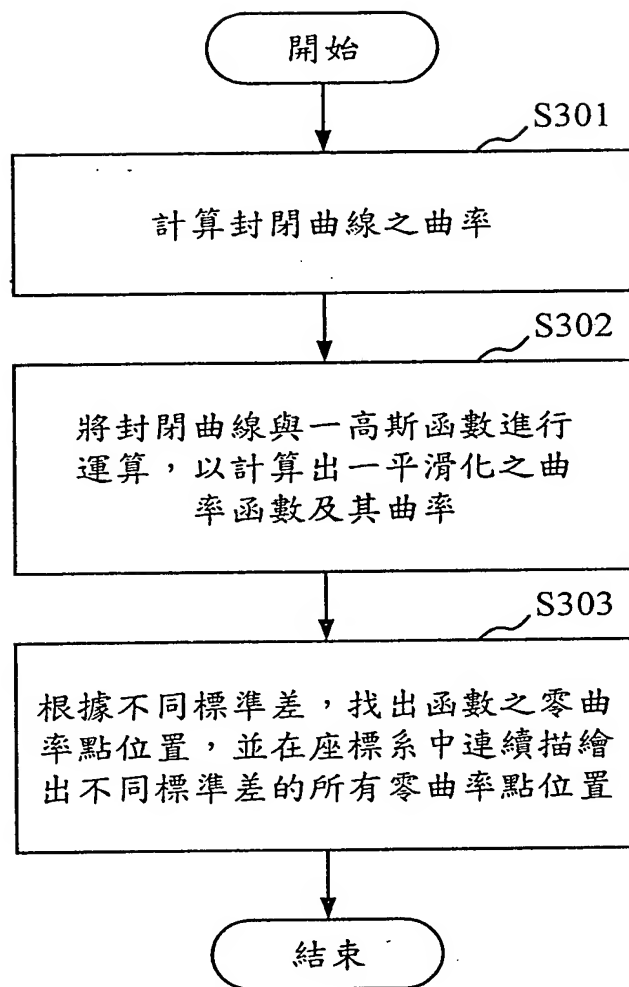 開始
S301
計算封閉曲線之曲率
S302
將封閉曲線與一高斯函數進行
運算，以計算出一平滑化之曲
率函數及其曲率
S303
根據不同標準差，找出函數之零曲
率點位置，並在座標系中連續描繪
出不同標準差的所有零曲率點位置
結束